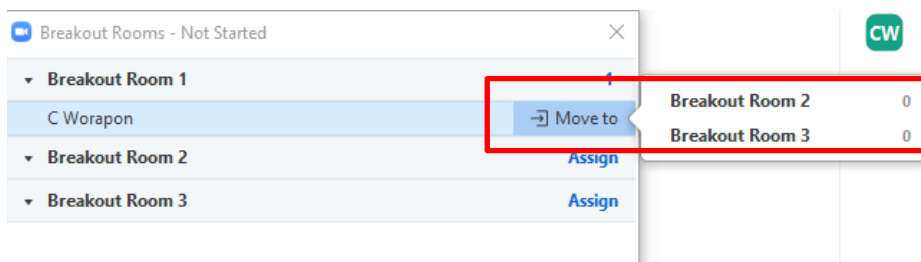 Breakout Rooms - Not Started
CW
Breakout Room 1 1
C Worapon Move to
Breakout Room 2 0
Breakout Room 3 0
Breakout Room 2 Assign
Breakout Room 3 Assign